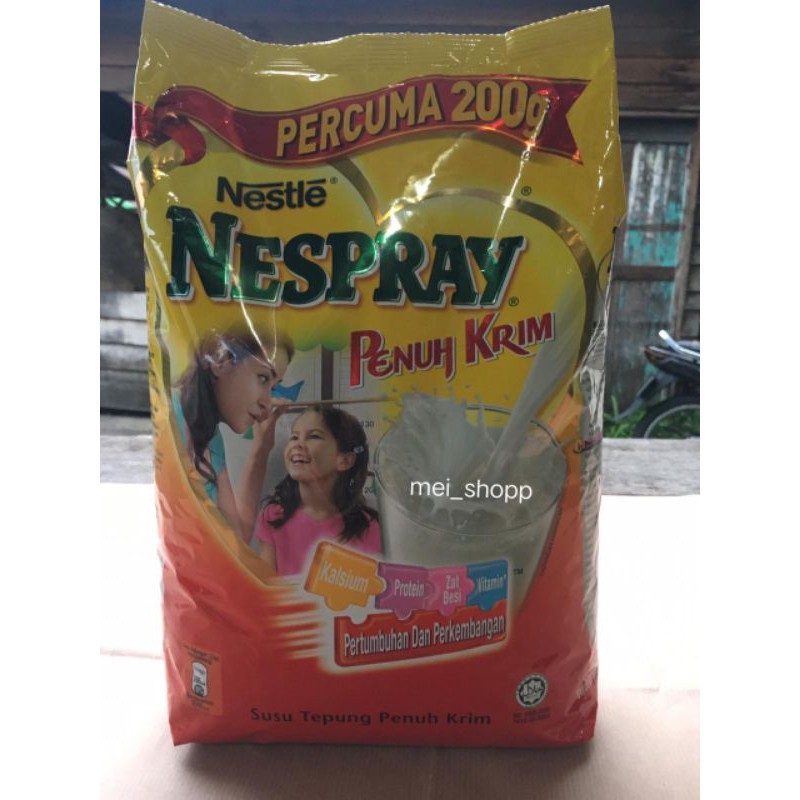 PERCUMA 200g
Nestlé®
®
NESPRAY®
PENUH KRIM
mei_shopp
Kalsium
Protein
Zat
Besi
Vitamin*
™
Pertumbuhan Dan Perkembangan
Susu Tepung Penuh Krim